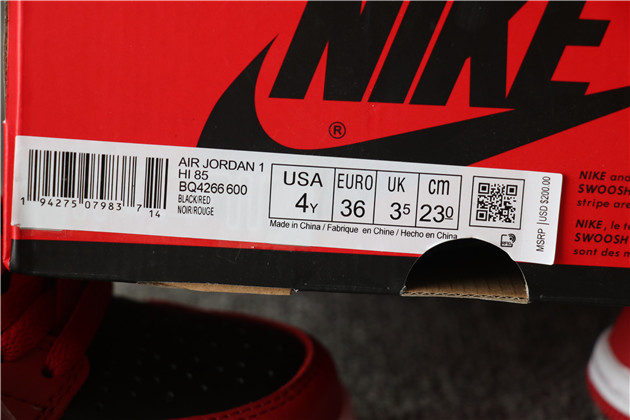 NIKE
®
AIR JORDAN 1
HI 85
BQ4266 600
BLACK/RED
NOIR/ROUGE
1 94275 07983 7 14
USA EURO UK cm
4Y 36 35 230
Made in China / Fabriqué en Chine / Hecho en China
MSRP | USD $200.00
NIKE and
SWOOSH
stripe are
NIKE, le
SWOOSH
sont des m